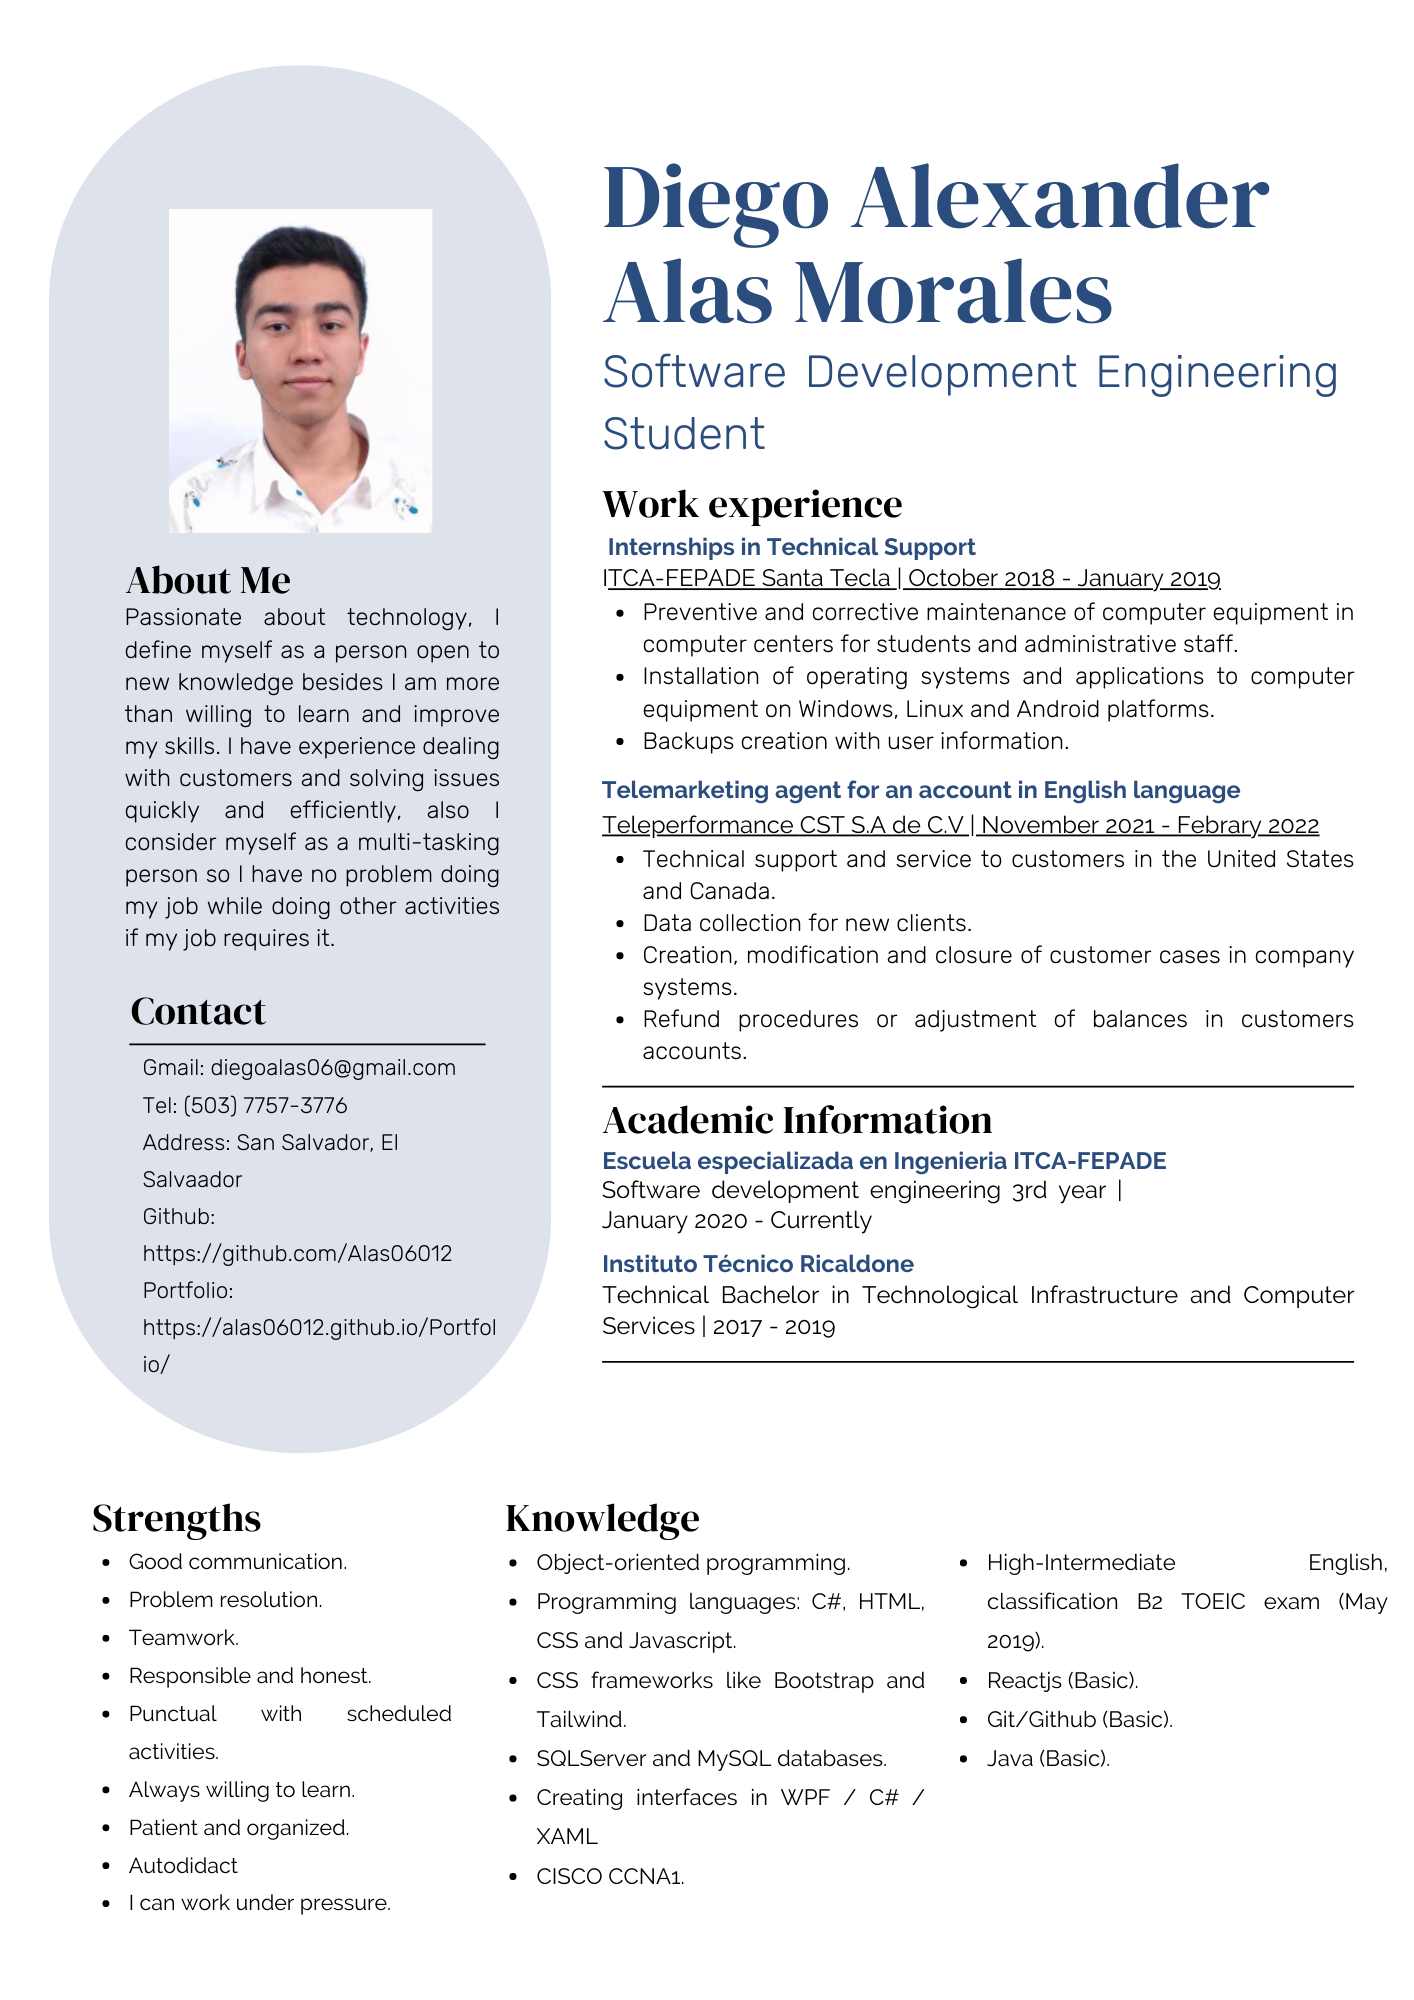 Diego Alexander
Alas Morales
Software Development Engineering
Student
About Me
Passionate about technology, I
define myself as a person open to
new knowledge besides I am more
than willing to learn and improve
my skills. I have experience dealing
with customers and solving issues
quickly and efficiently, also I
consider myself as a multi-tasking
person so I have no problem doing
my job while doing other activities
if my job requires it.
Contact
Gmail: diegoalas06@gmail.com
Tel: (503) 7757-3776
Address: San Salvador, El
Salvaador
Github:
https://github.com/Alas06012
Portfolio:
https://alas06012.github.io/Portfol
io/
Work experience
Internships in Technical Support
ITCA-FEPADE Santa Tecla | October 2018 - January 2019
• Preventive and corrective maintenance of computer equipment in
computer centers for students and administrative staff.
• Installation of operating systems and applications to computer
equipment on Windows, Linux and Android platforms.
• Backups creation with user information.
Telemarketing agent for an account in English language
Teleperformance CST S.A de C.V | November 2021 - Febrary 2022
• Technical support and service to customers in the United States
and Canada.
• Data collection for new clients.
• Creation, modification and closure of customer cases in company
systems.
• Refund procedures or adjustment of balances in customers
accounts.
Academic Information
Escuela especializada en Ingenieria ITCA-FEPADE
Software development engineering 3rd year |
January 2020 - Currently
Instituto Técnico Ricaldone
Technical Bachelor in Technological Infrastructure and Computer
Services | 2017 - 2019
Strengths
• Good communication.
• Problem resolution.
• Teamwork.
• Responsible and honest.
• Punctual with scheduled
activities.
• Always willing to learn.
• Patient and organized.
• Autodidact
• I can work under pressure.
Knowledge
• Object-oriented programming.
• Programming languages: C#, HTML,
CSS and Javascript.
• CSS frameworks like Bootstrap and
Tailwind.
• SQLServer and MySQL databases.
• Creating interfaces in WPF / C# /
XAML
• CISCO CCNA1.
• High-Intermediate English,
classification B2 TOEIC exam (May
2019).
• Reactjs (Basic).
• Git/Github (Basic).
• Java (Basic).